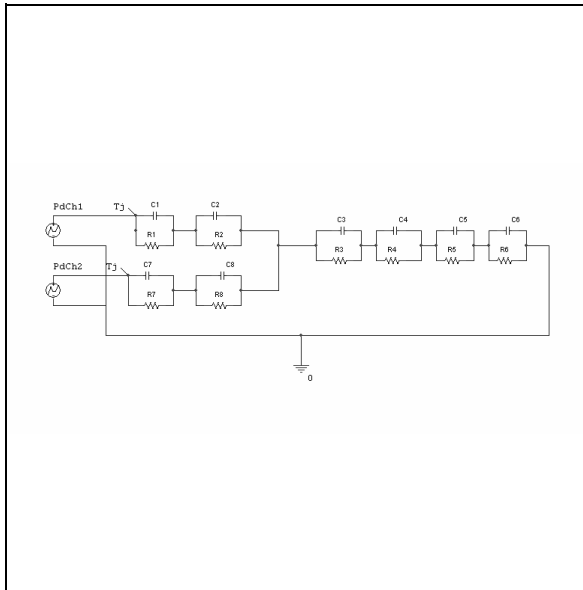 PdCh1 Tj C1 C2
R1 R2
C3 C4 C5 C6
R3 R4 R5 R6
PdCh2 Tj C7 C8
R7 R8
0